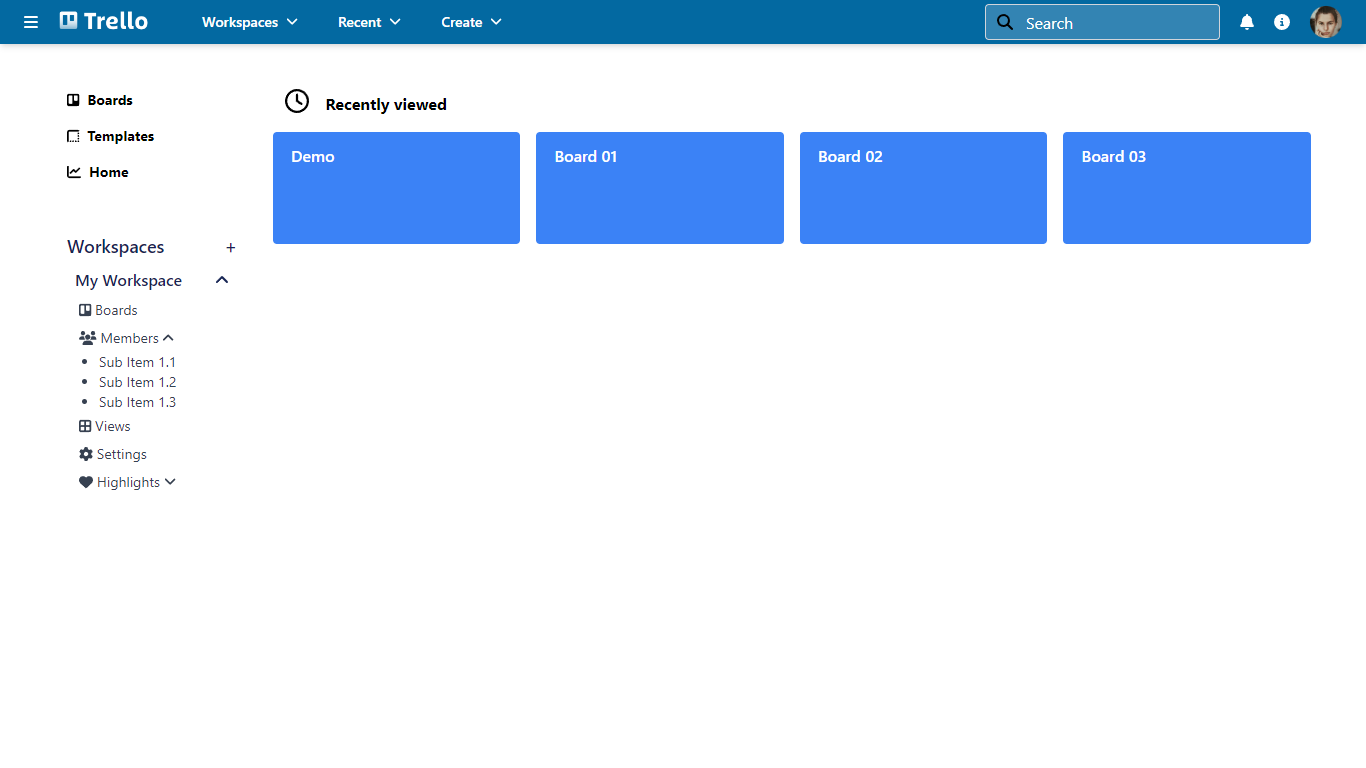 Trello Workspaces Recent Create Search
Boards
Templates
Home
Workspaces +
My Workspace
Boards
Members
Sub Item 1.1
Sub Item 1.2
Sub Item 1.3
Views
Settings
Highlights
Recently viewed
Demo Board 01 Board 02 Board 03